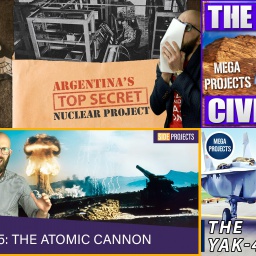 ARGENTINA'S
TOP SECRET
NUCLEAR PROJECT
THE
MEGA
PROJECTS
CIVI
SIDE PROJECTS
5: THE ATOMIC CANNON
MEGA
PROJECTS
THE
YAK-4